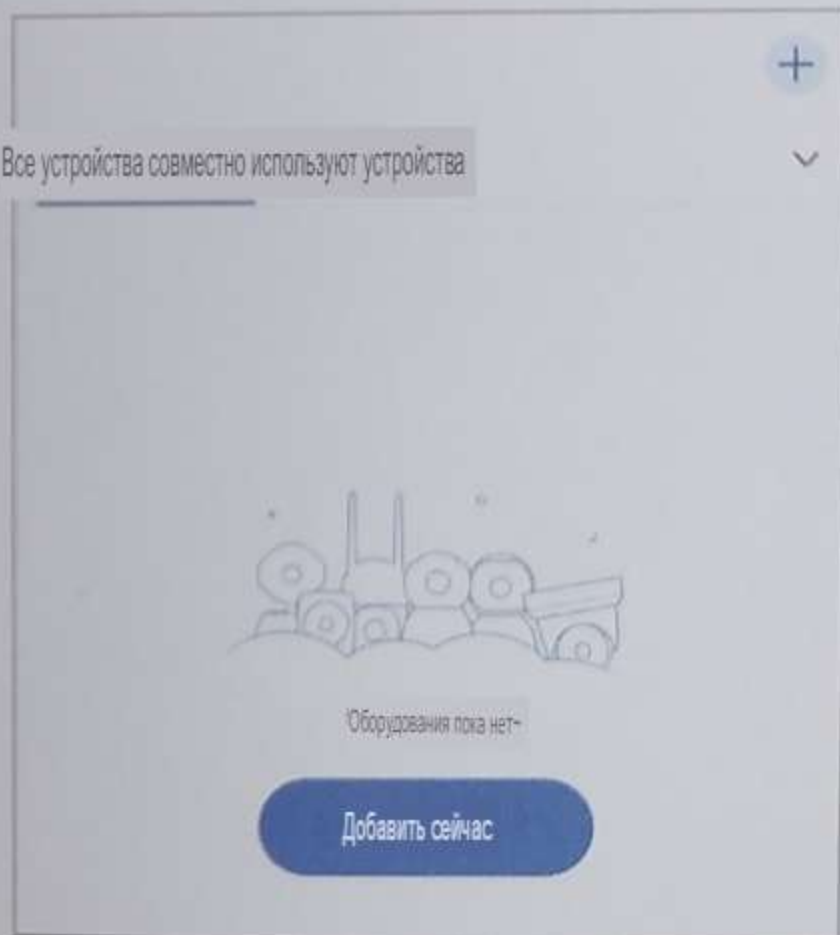 Все устройства совместно используют устройства
'Оборудования пока нет~
Добавить сейчас